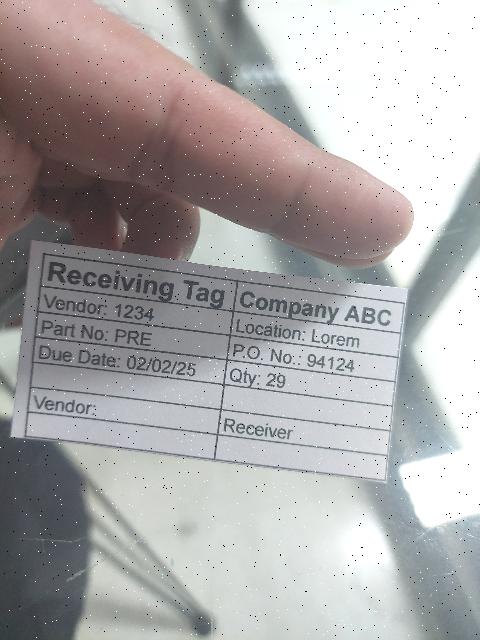 Receiving Tag
Company ABC
Vendor: 1234
Location: Lorem
Part No: PRE
P.O. No.: 94124
Due Date: 02/02/25
Qty: 29
Vendor:
Receiver